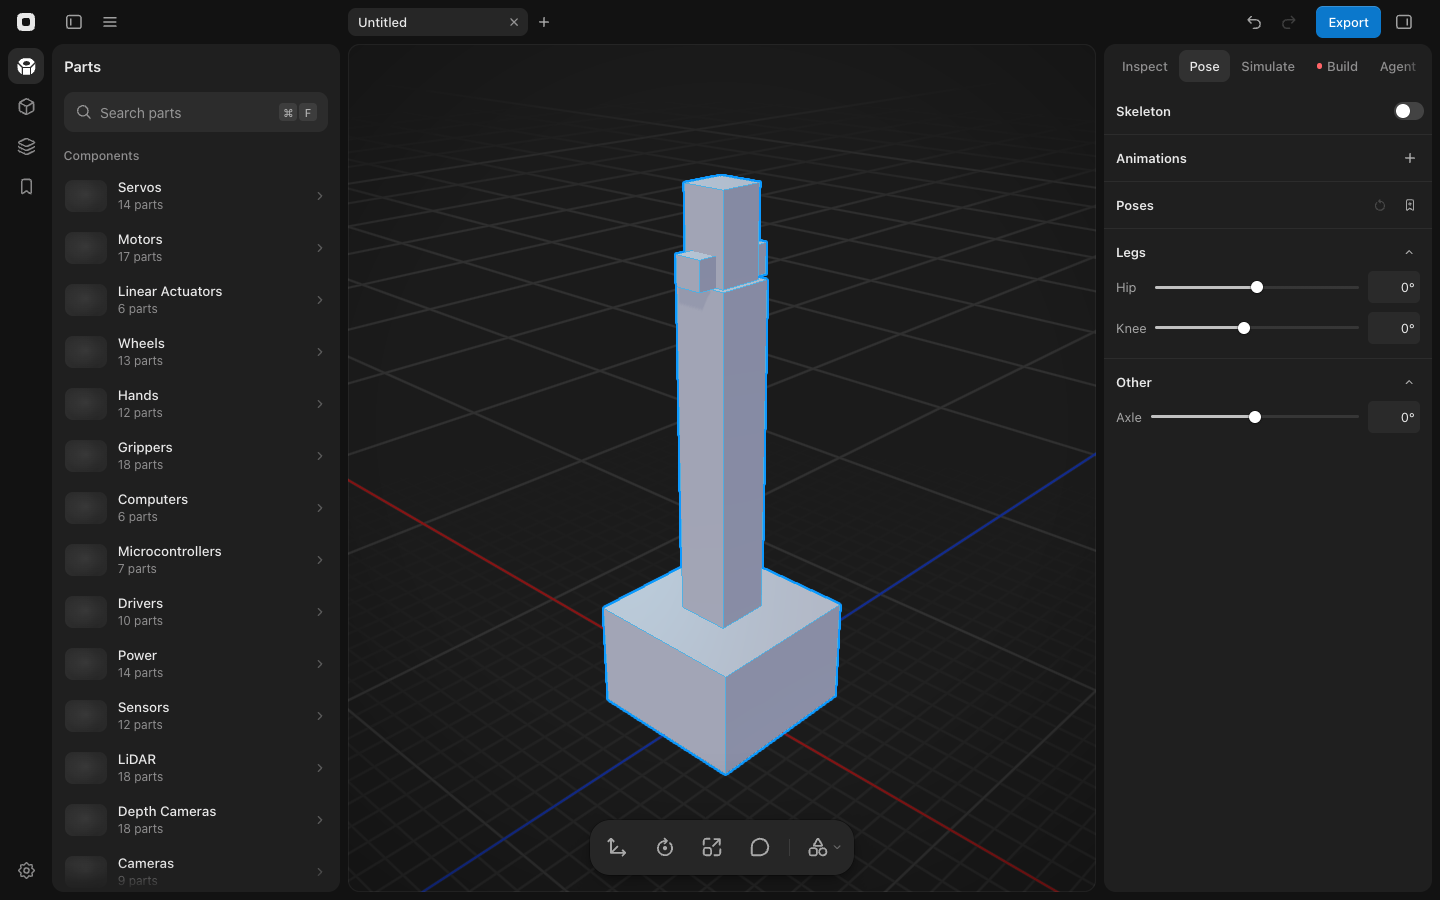 Untitled
Export
Parts
Search parts
⌘ F
Components
Servos
14 parts
Motors
17 parts
Linear Actuators
6 parts
Wheels
13 parts
Hands
12 parts
Grippers
18 parts
Computers
6 parts
Microcontrollers
7 parts
Drivers
10 parts
Power
14 parts
Sensors
12 parts
LiDAR
18 parts
Depth Cameras
18 parts
Cameras
9 parts
Inspect Pose Simulate Build Agent
Skeleton
Animations
Poses
Legs
Hip 0°
Knee 0°
Other
Axle 0°